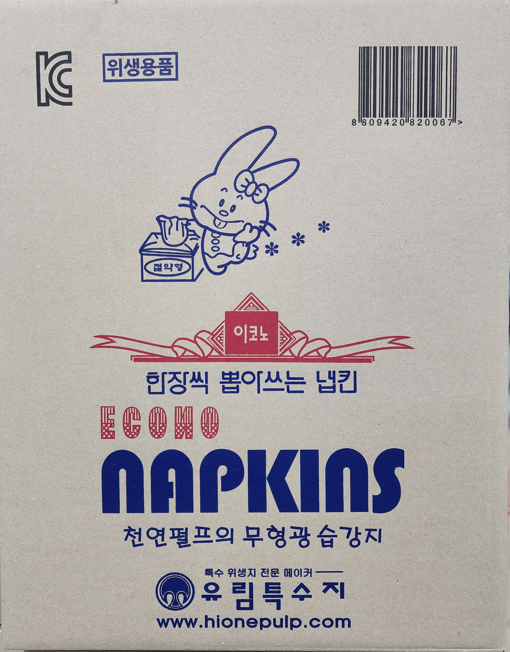 KC
위생용품
8 809420 820067 >
절약형
이코노
한장씩 뽑아쓰는 냅킨
ECONO
NAPKINS
천연펄프의 무형광 습강지
특수 위생지 전문 메이커
유림특수지
www.hionepulp.com